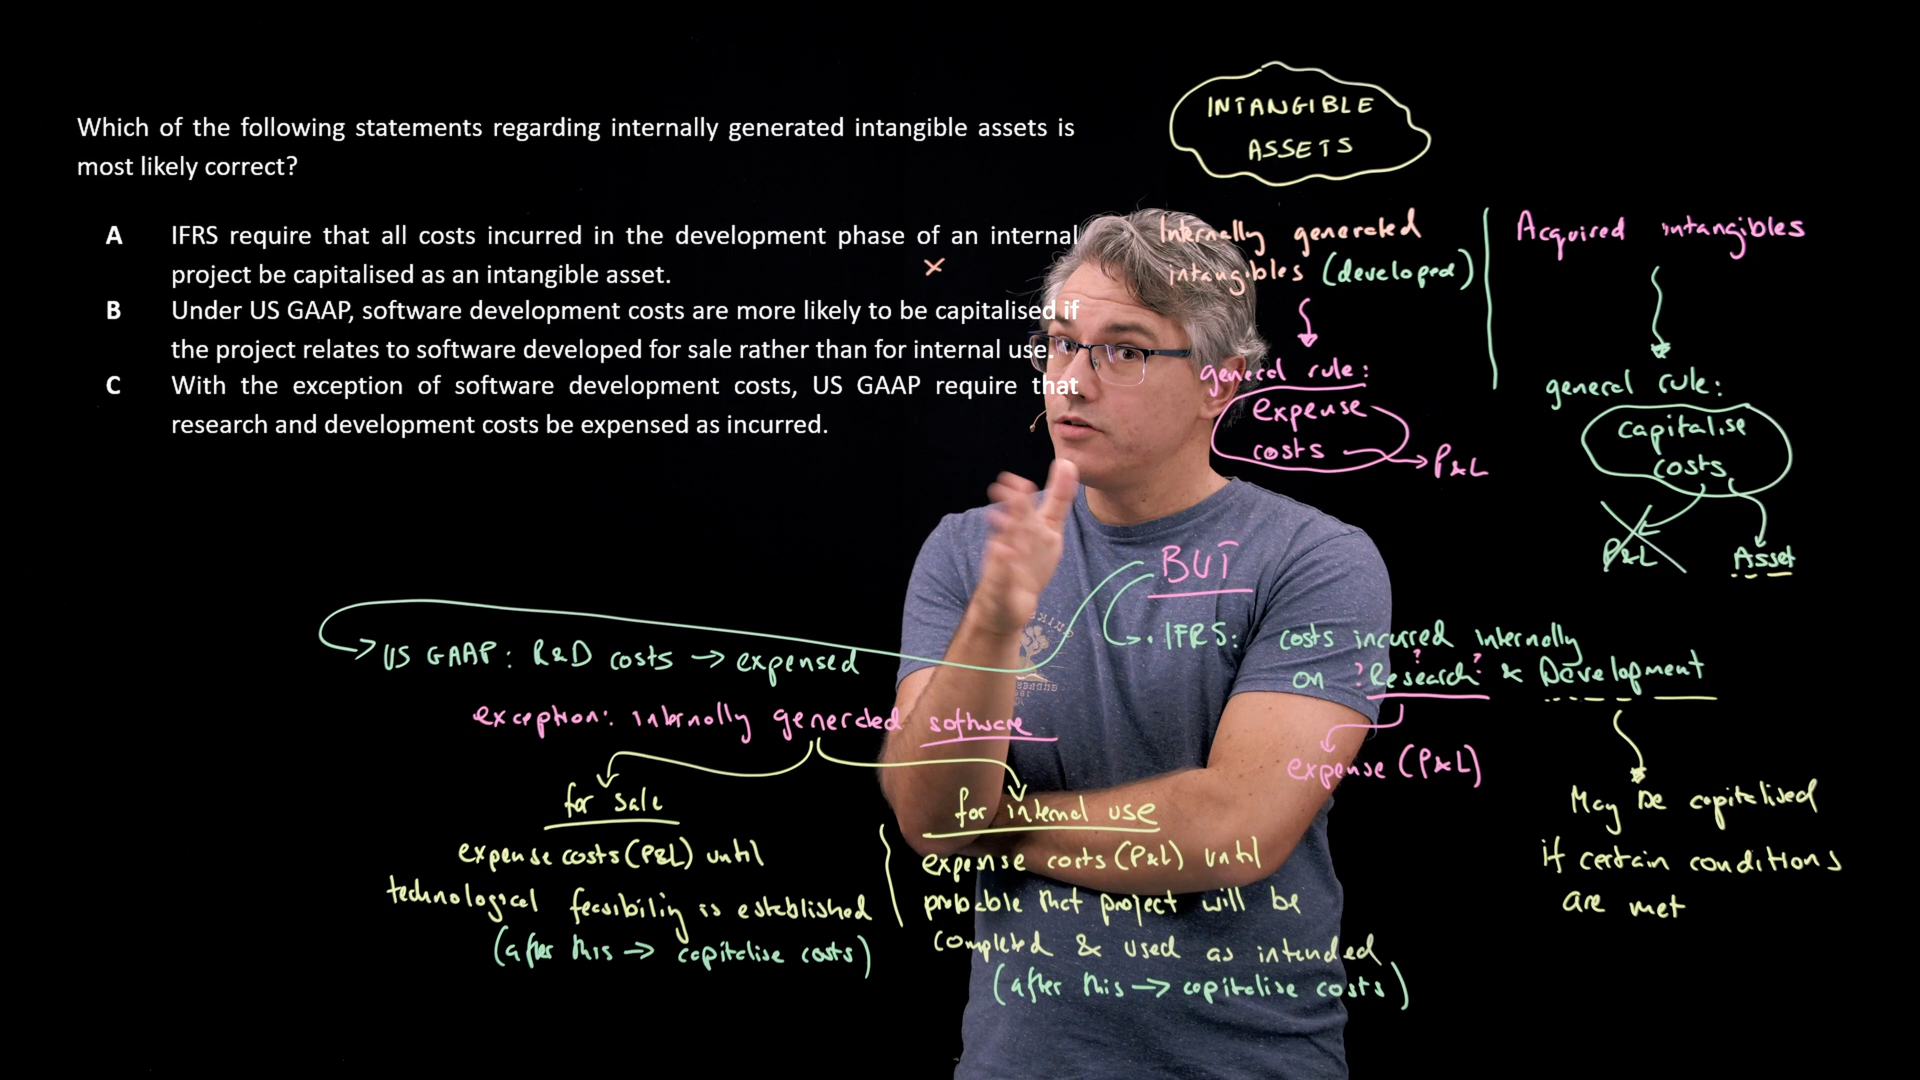 Which of the following statements regarding internally generated intangible assets is
most likely correct?
A IFRS require that all costs incurred in the development phase of an internal
project be capitalised as an intangible asset.
B Under US GAAP, software development costs are more likely to be capitalised if
the project relates to software developed for sale rather than for internal use.
C With the exception of software development costs, US GAAP require that
research and development costs be expensed as incurred.
INTANGIBLE
ASSETS
Internally generated
intangibles (developed)
general rule:
expense
costs → P&L
Acquired intangibles
general rule:
capitalise
costs
P&L
Asset
BUT
IFRS: costs incurred internally
on ?Research? & Development
expense (P&L)
May be capitalised
if certain conditions
are met
US GAAP: R&D costs → expensed
exception: internally generated software
for sale
expense costs (P&L) until
technological feasibility is established
(after this → capitalise costs)
for internal use
expense costs (P&L) until
probable that project will be
completed & used as intended
(after this → capitalise costs)